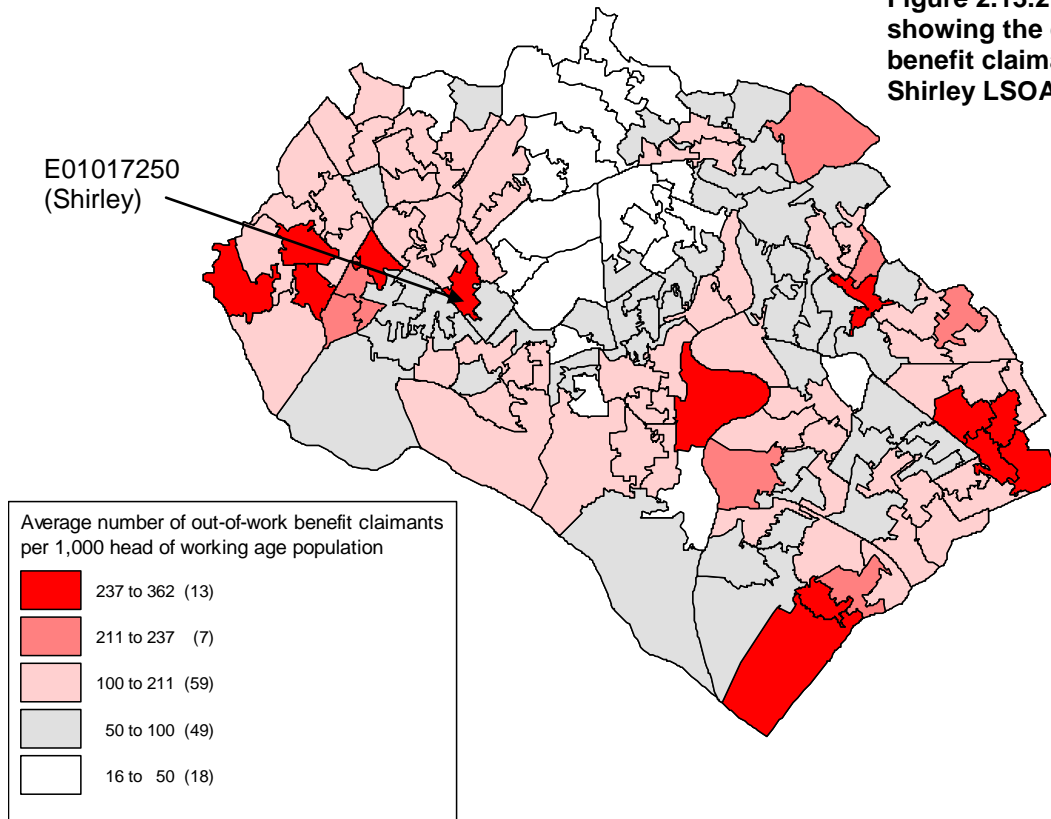 Figure 2.13.2
showing the
benefit claima
Shirley LSOA
E01017250
(Shirley)
Average number of out-of-work benefit claimants
per 1,000 head of working age population
237 to 362 (13)
211 to 237 (7)
100 to 211 (59)
50 to 100 (49)
16 to 50 (18)